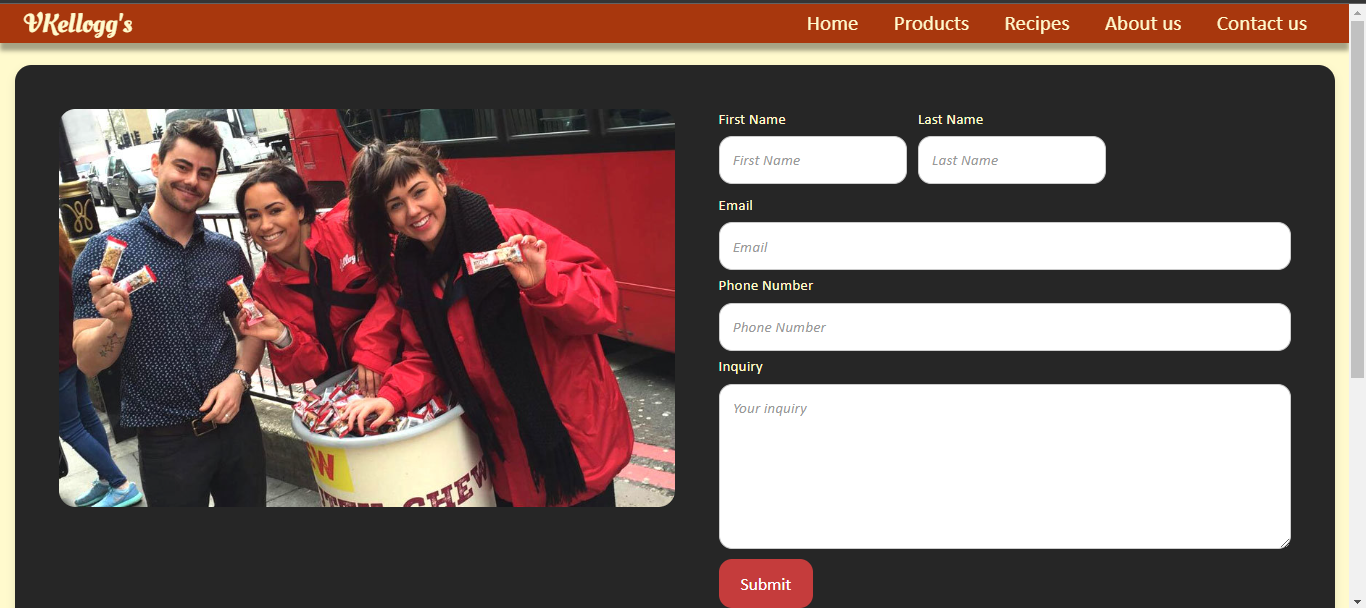 VKellogg's Home Products Recipes About us Contact us
First Name Last Name
First Name Last Name
Email
Email
Phone Number
Phone Number
Inquiry
Your inquiry
Submit